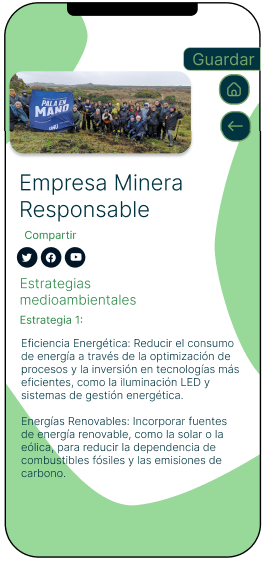 Guardar
PALA EN
MANO
Empresa Minera
Responsable
Compartir
Estrategias
medioambientales
Estrategia 1:
Eficiencia Energética: Reducir el consumo
de energía a través de la optimización de
procesos y la inversión en tecnologías más
eficientes, como la iluminación LED y
sistemas de gestión energética.
Energías Renovables: Incorporar fuentes
de energía renovable, como la solar o la
eólica, para reducir la dependencia de
combustibles fósiles y las emisiones de
carbono.